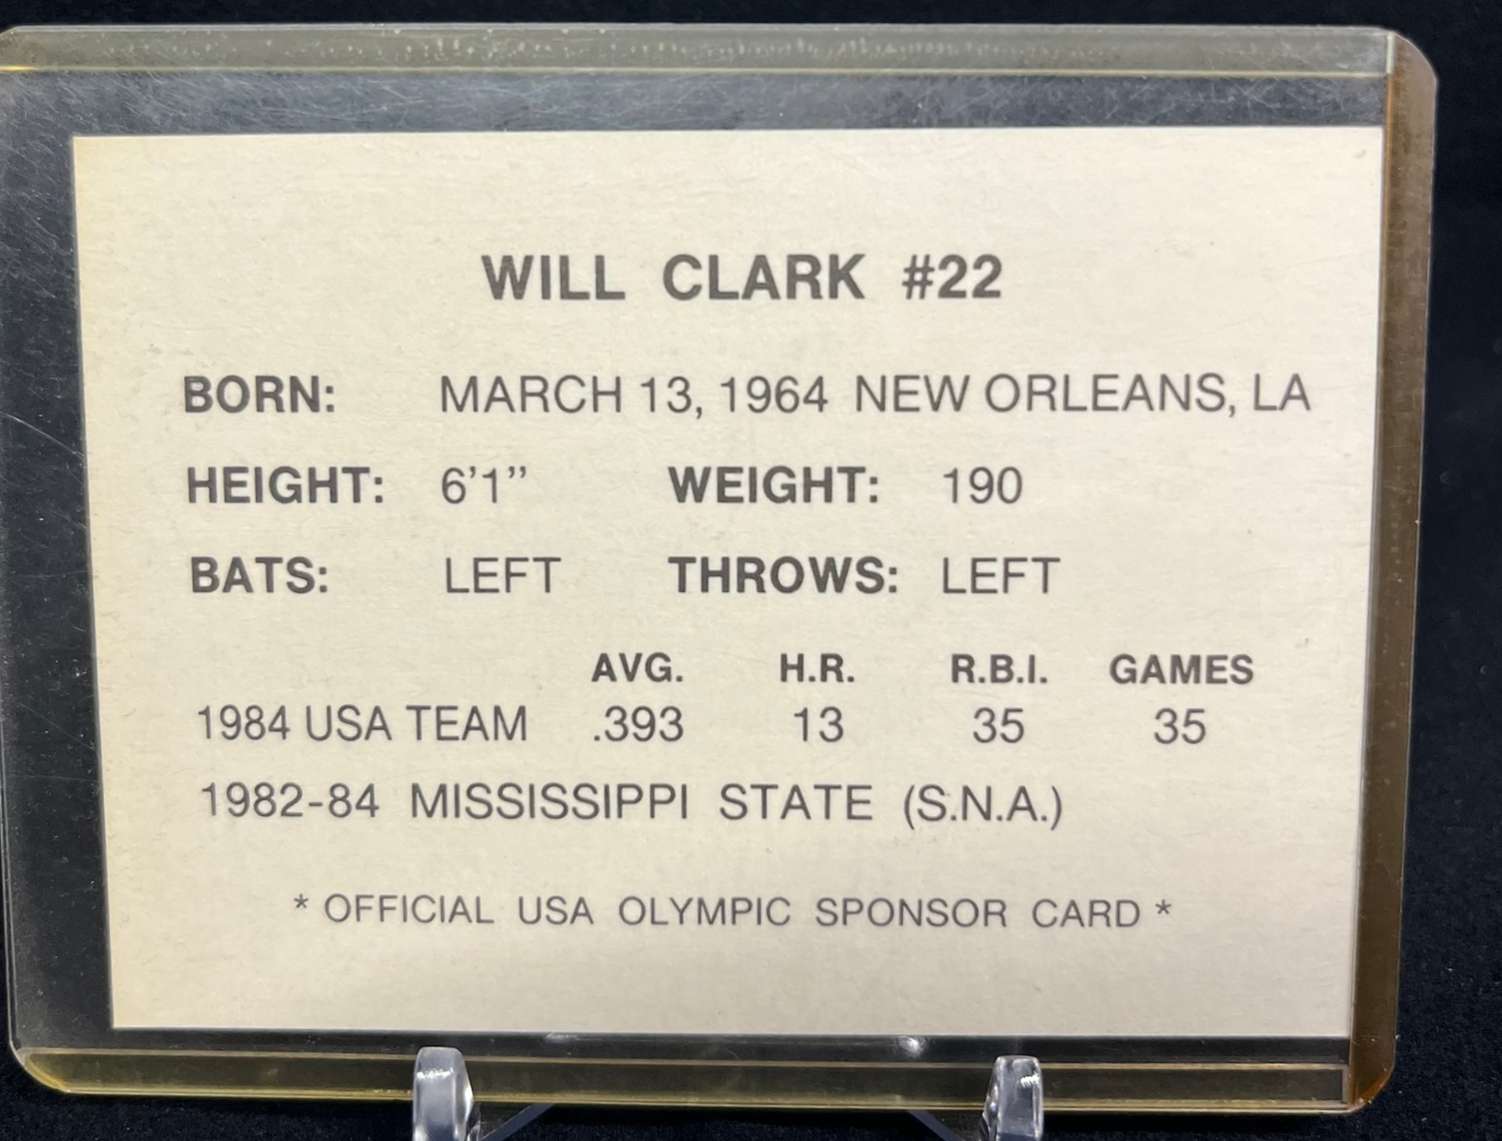 WILL CLARK #22
BORN: MARCH 13, 1964 NEW ORLEANS, LA
HEIGHT: 6'1" WEIGHT: 190
BATS: LEFT THROWS: LEFT
AVG. H.R. R.B.I. GAMES
1984 USA TEAM .393 13 35 35
1982-84 MISSISSIPPI STATE (S.N.A.)
* OFFICIAL USA OLYMPIC SPONSOR CARD *